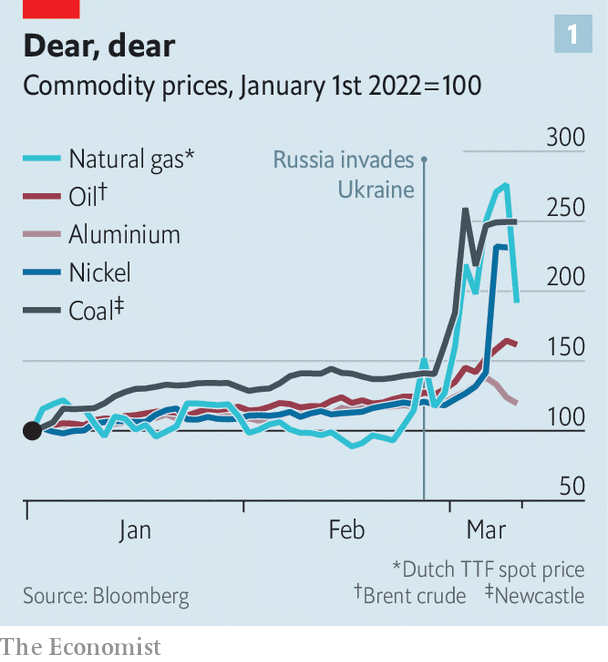 Dear, dear
1
Commodity prices, January 1st 2022=100
Natural gas*
Oil†
Aluminium
Nickel
Coal‡
Russia invades
Ukraine
300
250
200
150
100
50
Jan
Feb
Mar
*Dutch TTF spot price
Source: Bloomberg
†Brent crude ‡Newcastle
The Economist